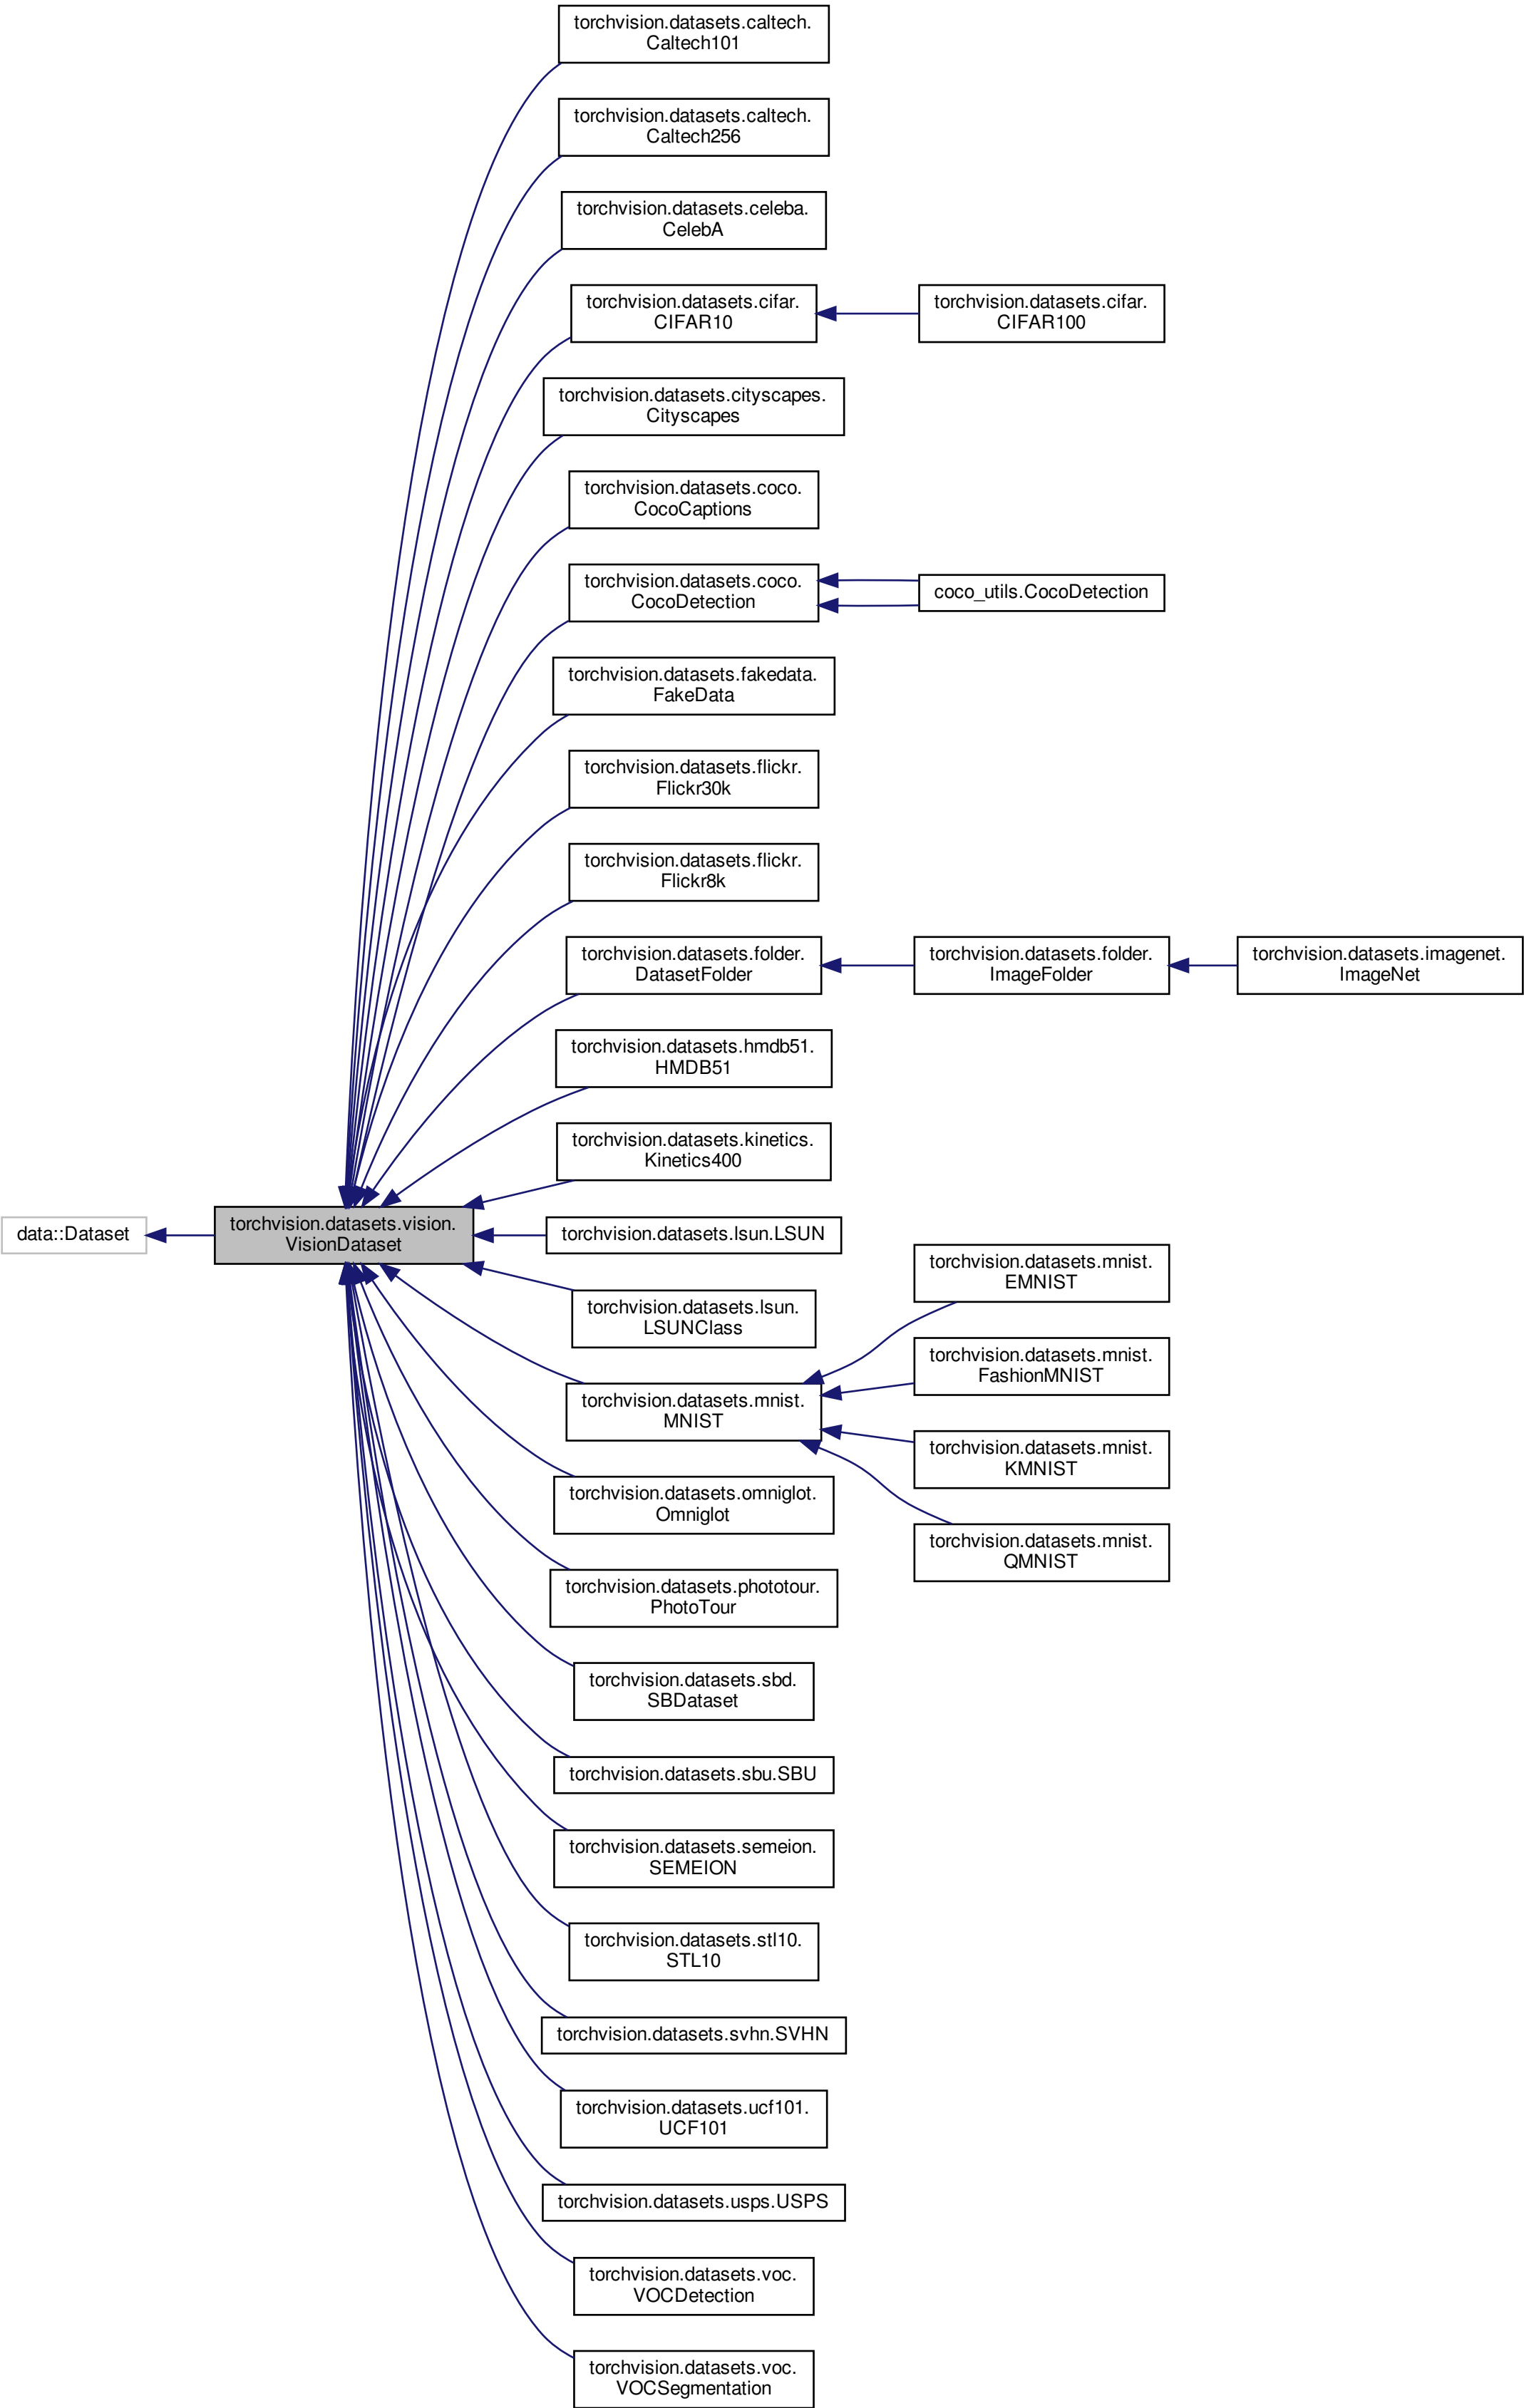 torchvision.datasets.caltech.
Caltech101
torchvision.datasets.caltech.
Caltech256
torchvision.datasets.celeba.
CelebA
torchvision.datasets.cifar.
CIFAR10
torchvision.datasets.cifar.
CIFAR100
torchvision.datasets.cityscapes.
Cityscapes
torchvision.datasets.coco.
CocoCaptions
torchvision.datasets.coco.
CocoDetection
coco_utils.CocoDetection
torchvision.datasets.fakedata.
FakeData
torchvision.datasets.flickr.
Flickr30k
torchvision.datasets.flickr.
Flickr8k
torchvision.datasets.folder.
DatasetFolder
torchvision.datasets.folder.
ImageFolder
torchvision.datasets.imagenet.
ImageNet
torchvision.datasets.hmdb51.
HMDB51
torchvision.datasets.kinetics.
Kinetics400
data::Dataset
torchvision.datasets.vision.
VisionDataset
torchvision.datasets.lsun.LSUN
torchvision.datasets.lsun.
LSUNClass
torchvision.datasets.mnist.
EMNIST
torchvision.datasets.mnist.
FashionMNIST
torchvision.datasets.mnist.
MNIST
torchvision.datasets.mnist.
KMNIST
torchvision.datasets.omniglot.
Omniglot
torchvision.datasets.mnist.
QMNIST
torchvision.datasets.phototour.
PhotoTour
torchvision.datasets.sbd.
SBDataset
torchvision.datasets.sbu.SBU
torchvision.datasets.semeion.
SEMEION
torchvision.datasets.stl10.
STL10
torchvision.datasets.svhn.SVHN
torchvision.datasets.ucf101.
UCF101
torchvision.datasets.usps.USPS
torchvision.datasets.voc.
VOCDetection
torchvision.datasets.voc.
VOCSegmentation